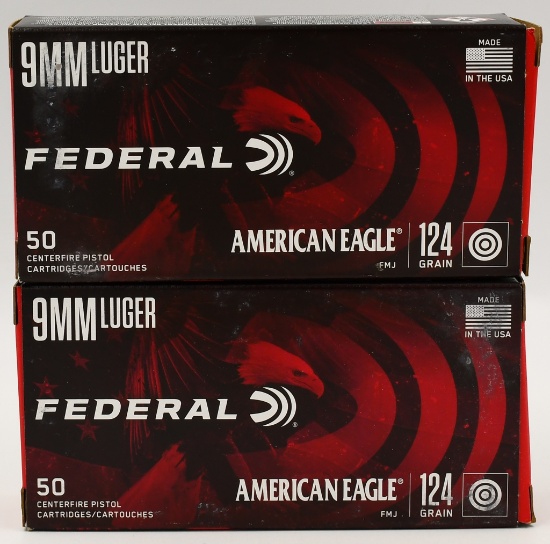 9MM LUGER
MADE
IN THE USA
FEDERAL®
50
CENTERFIRE PISTOL
CARTRIDGES/CARTOUCHES
AMERICAN EAGLE®
FMJ
124
GRAIN
9MM LUGER
MADE
IN THE USA
FEDERAL®
50
CENTERFIRE PISTOL
CARTRIDGES/CARTOUCHES
AMERICAN EAGLE®
FMJ
124
GRAIN